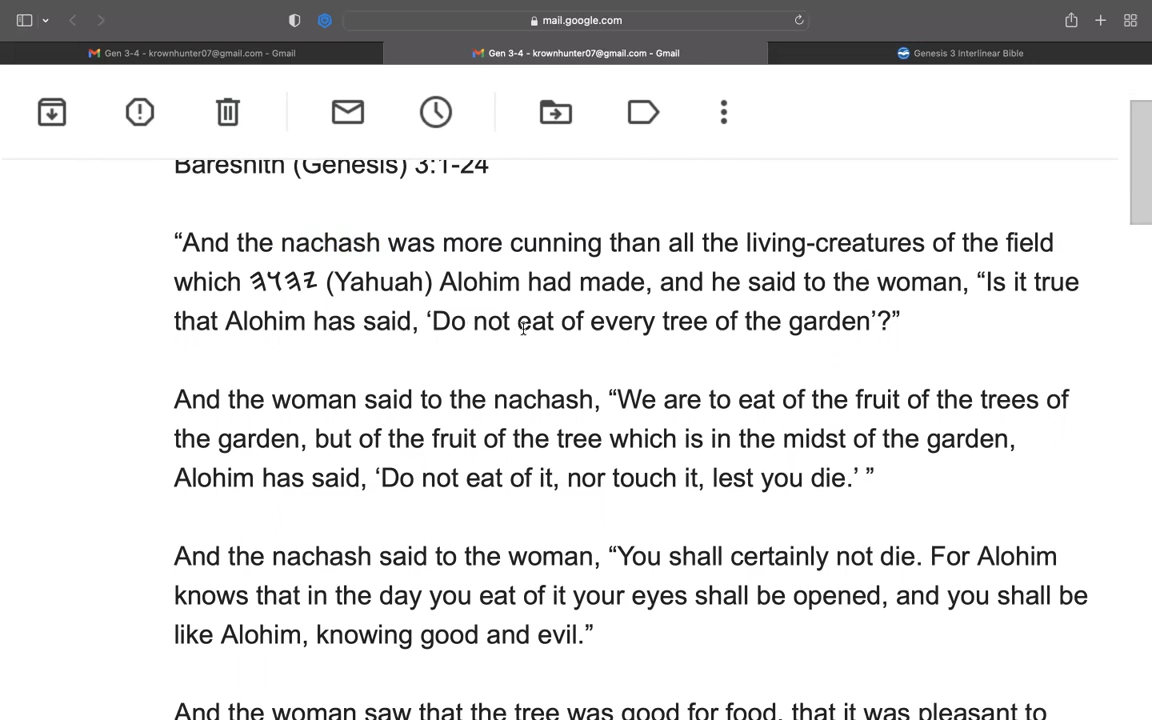 mail.google.com
Gen 3-4 - krownhunter07@gmail.com - Gmail
Gen 3-4 - krownhunter07@gmail.com - Gmail
Genesis 3 Interlinear Bible
Bareshith (Genesis) 3:1-24
“And the nachash was more cunning than all the living-creatures of the field
which 𐤉𐤄𐤅𐤄 (Yahuah) Alohim had made, and he said to the woman, “Is it true
that Alohim has said, ‘Do not eat of every tree of the garden’?”
And the woman said to the nachash, “We are to eat of the fruit of the trees of
the garden, but of the fruit of the tree which is in the midst of the garden,
Alohim has said, ‘Do not eat of it, nor touch it, lest you die.’ ”
And the nachash said to the woman, “You shall certainly not die. For Alohim
knows that in the day you eat of it your eyes shall be opened, and you shall be
like Alohim, knowing good and evil.”
And the woman saw that the tree was good for food, that it was pleasant to